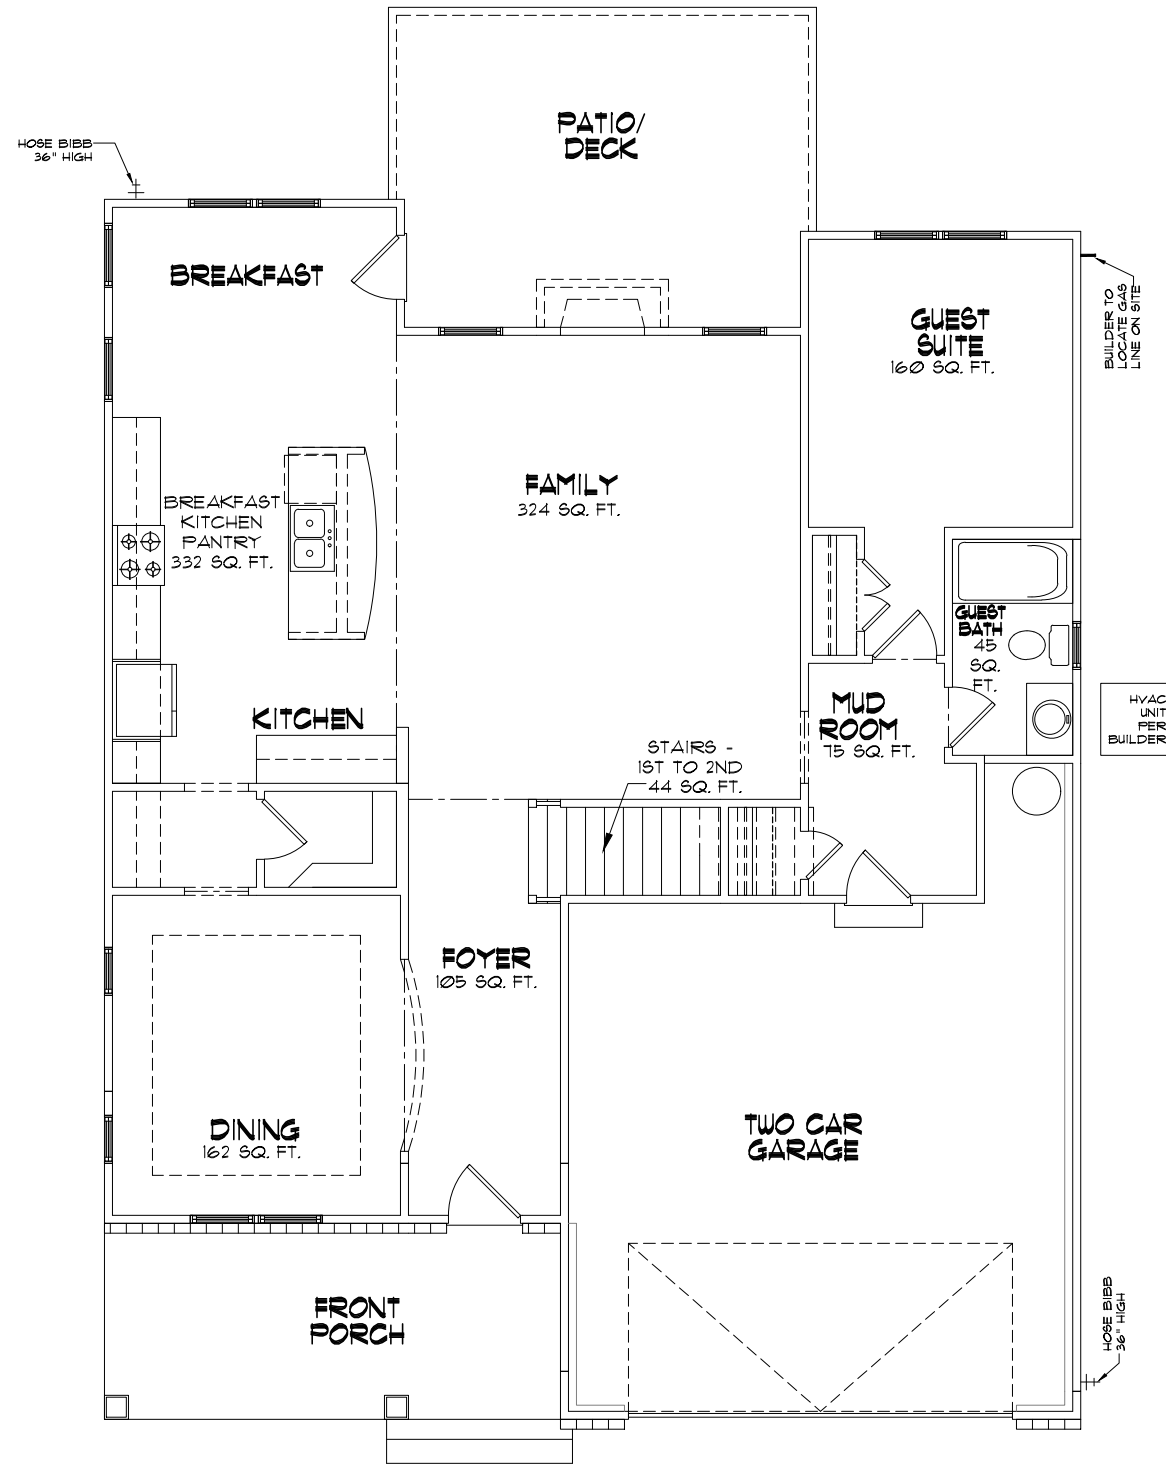 PATIO/
DECK
HOSE BIBB
36" HIGH
BREAKFAST
GUEST
SUITE
160 SQ. FT.
BUILDER TO
LOCATE GAS
LINE ON SITE
FAMILY
324 SQ. FT.
BREAKFAST
KITCHEN
PANTRY
332 SQ. FT.
GUEST
BATH
45
SQ.
FT.
KITCHEN
MUD
ROOM
75 SQ. FT.
HVAC
UNIT
PER
BUILDER
STAIRS -
1ST TO 2ND
44 SQ. FT.
FOYER
105 SQ. FT.
DINING
162 SQ. FT.
TWO CAR
GARAGE
FRONT
PORCH
HOSE BIBB
36" HIGH